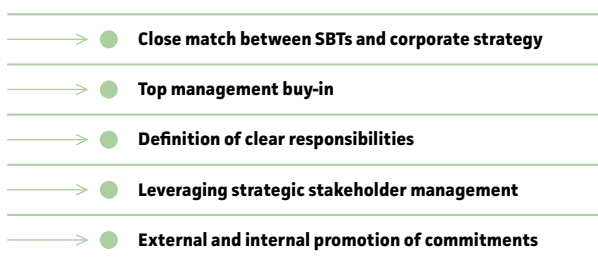 Close match between SBTs and corporate strategy
Top management buy-in
Definition of clear responsibilities
Leveraging strategic stakeholder management
External and internal promotion of commitments